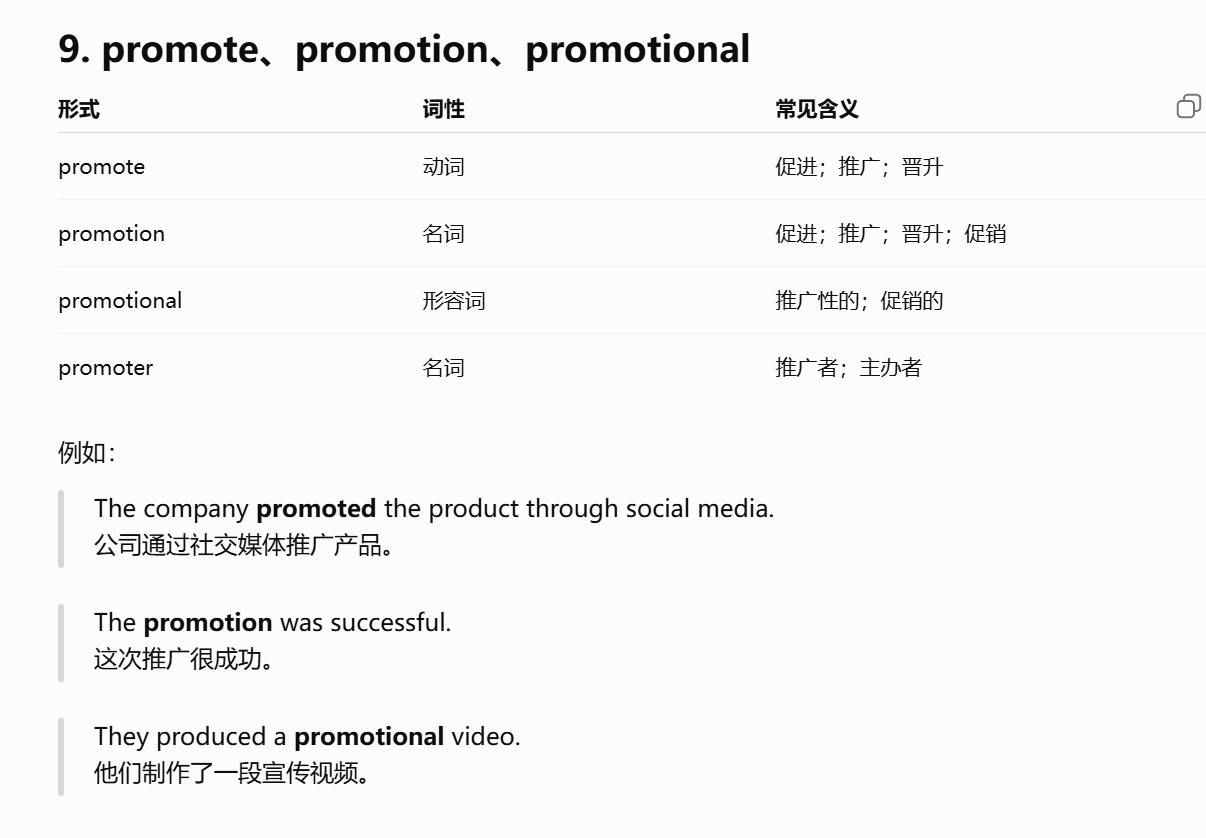 9. promote、promotion、promotional
形式 词性 常见含义
promote 动词 促进；推广；晋升
promotion 名词 促进；推广；晋升；促销
promotional 形容词 推广性的；促销的
promoter 名词 推广者；主办者
例如：
The company promoted the product through social media.
公司通过社交媒体推广产品。
The promotion was successful.
这次推广很成功。
They produced a promotional video.
他们制作了一段宣传视频。